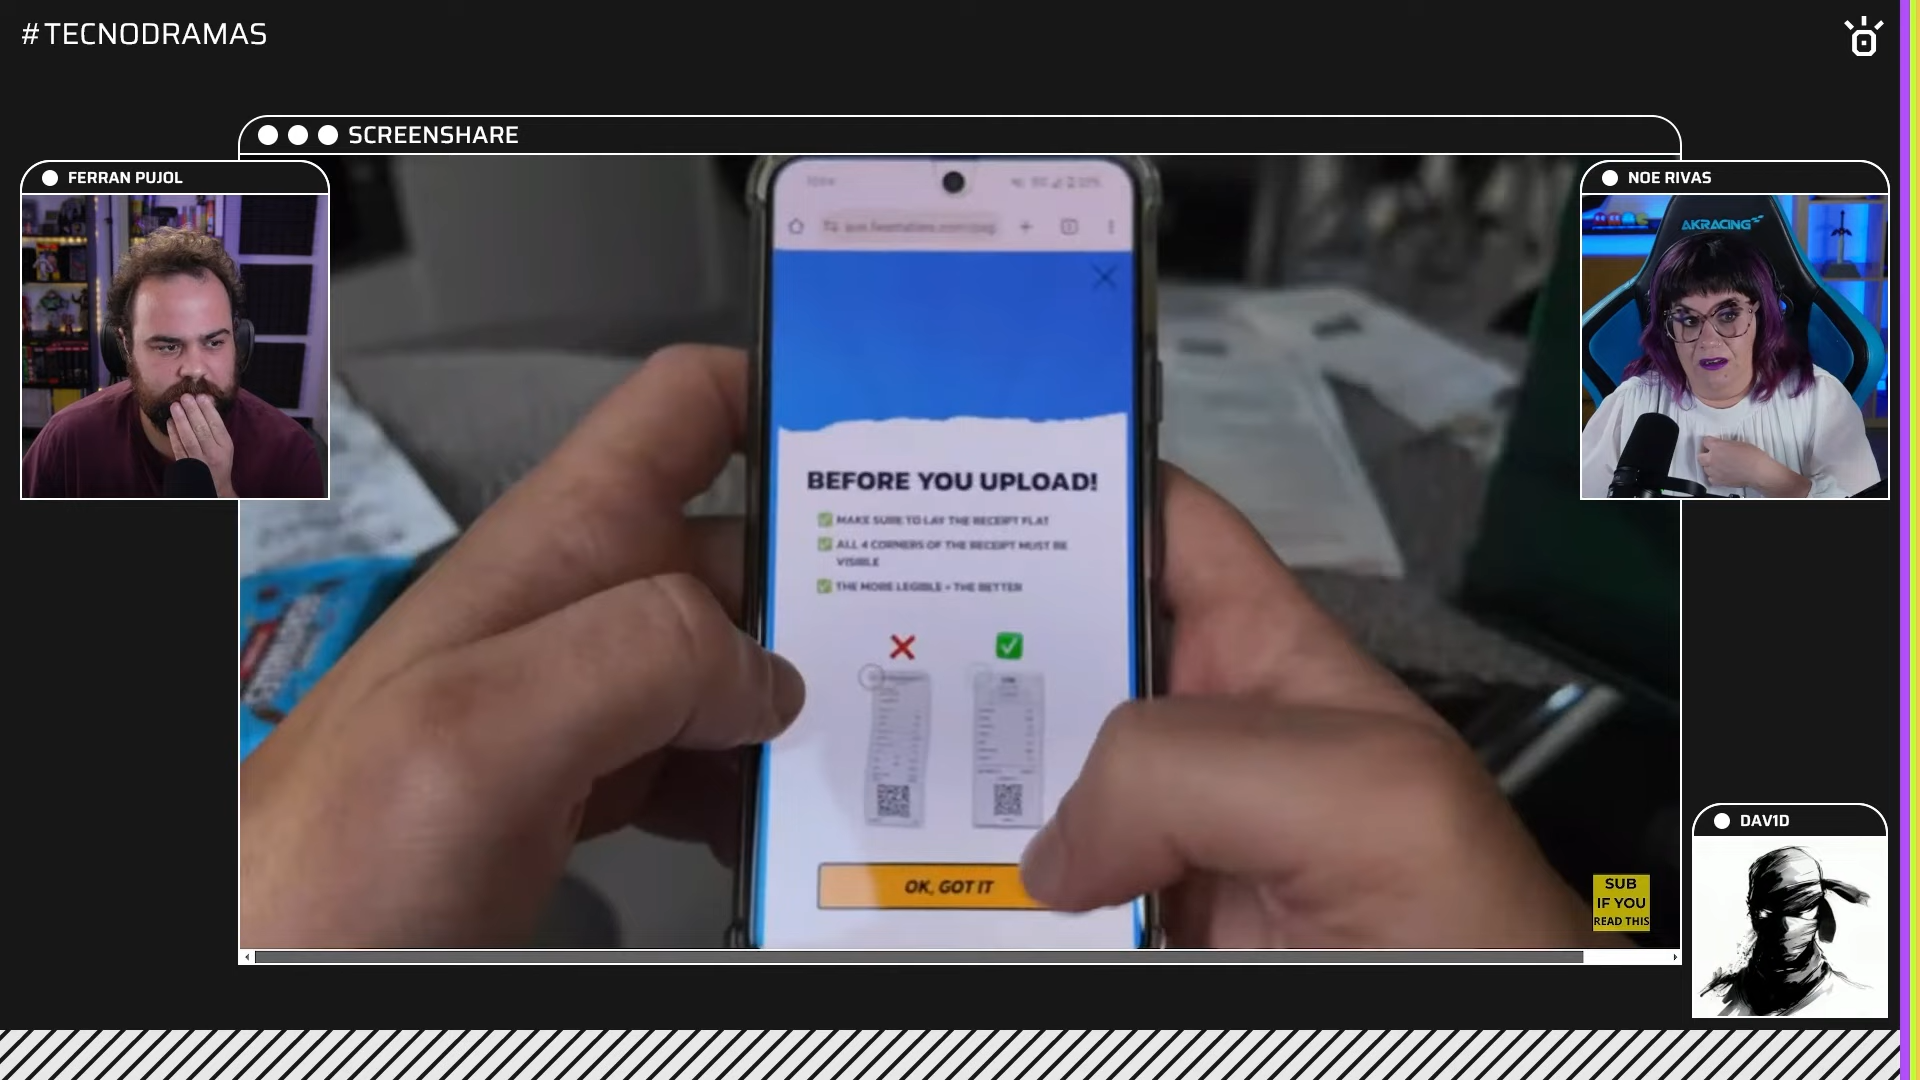 #TECNODRAMAS
SCREENSHARE
FERRAN PUJOL
NOE RIVAS
AKRACING
BEFORE YOU UPLOAD!
MAKE SURE TO LAY THE RECEIPT FLAT
ALL 4 CORNERS OF THE RECEIPT MUST BE
VISIBLE
THE MORE LEGIBLE = THE BETTER
OK, GOT IT
SUB
IF YOU
READ THIS
DAV1D